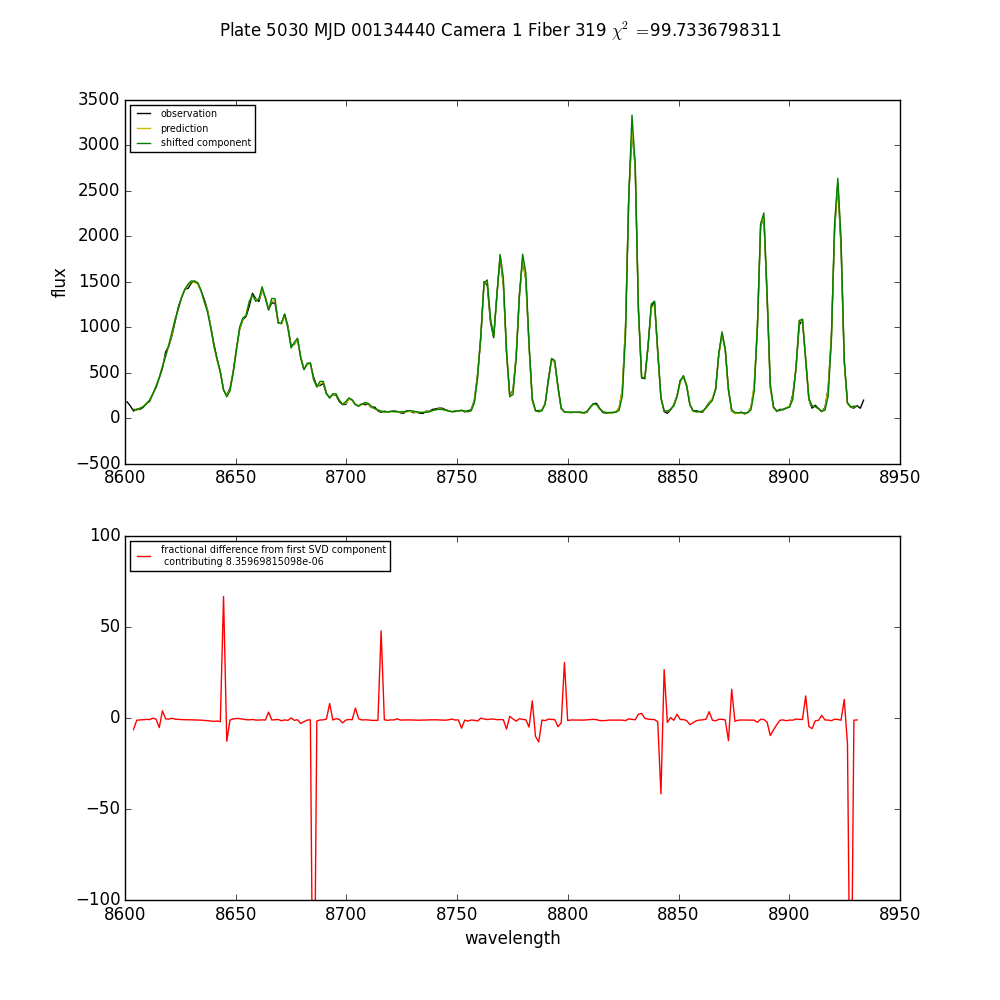 Plate 5030 MJD 00134440 Camera 1 Fiber 319 χ² =99.7336798311
3500
3000
2500
2000
1500
1000
500
0
−500
flux
observation
prediction
shifted component
8600 8650 8700 8750 8800 8850 8900 8950
100
50
0
−50
−100
fractional difference from first SVD component
contributing 8.35969815098e-06
8600 8650 8700 8750 8800 8850 8900 8950
wavelength